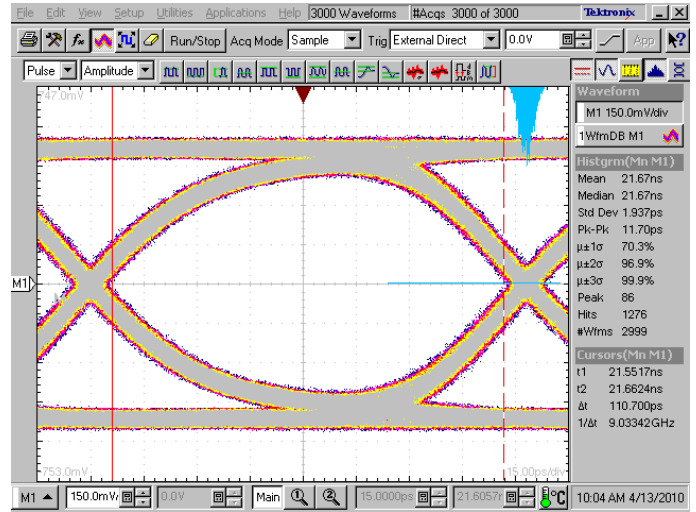 File Edit View Setup Utilities Applications Help 3000 Waveforms #Acqs 3000 of 3000 Tektronix
Run/Stop Acq Mode Sample Trig External Direct 0.0V App
Pulse Amplitude
747.0mV
Waveform
M1 150.0mV/div
1 WfmDB M1
Histgrm(Mn M1)
Mean 21.67ns
Median 21.67ns
Std Dev 1.937ps
Pk-Pk 11.70ps
µ±1σ 70.3%
µ±2σ 96.9%
µ±3σ 99.9%
Peak 86
Hits 1276
#Wfms 2999
M1
Cursors(Mn M1)
t1 21.5517ns
t2 21.6624ns
Δt 110.700ps
1/Δt 9.03342GHz
-753.0mV
15.00ps/div
M1 150.0mV/ 0.0V Main 15.0000ps 21.6057r °C 10:04 AM 4/13/2010